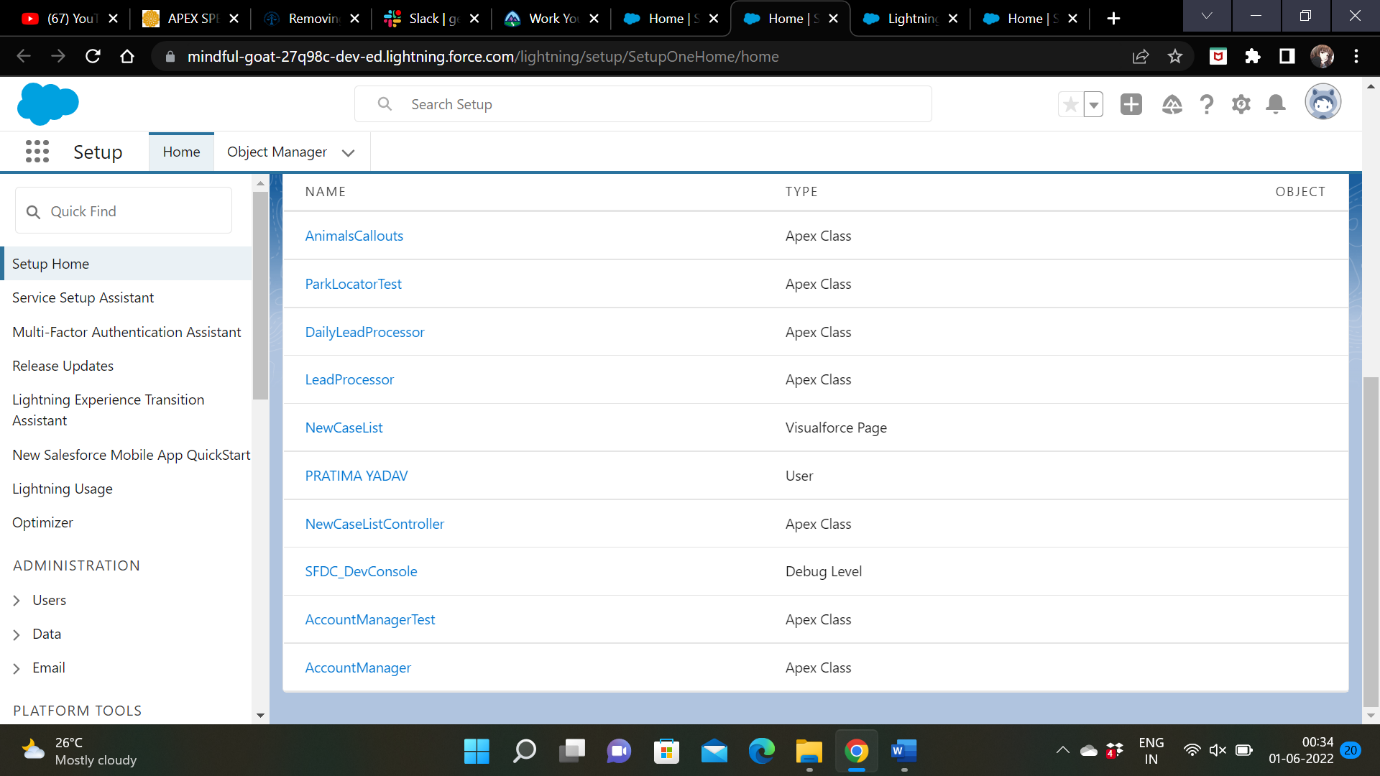 (67) YouT
APEX SPE
Removin
Slack | ge
Work You
Home | S
Home | S
Lightning
Home | S
mindful-goat-27q98c-dev-ed.lightning.force.com/lightning/setup/SetupOneHome/home
Search Setup
Setup
Home
Object Manager
Quick Find
Setup Home
Service Setup Assistant
Multi-Factor Authentication Assistant
Release Updates
Lightning Experience Transition
Assistant
New Salesforce Mobile App QuickStart
Lightning Usage
Optimizer
ADMINISTRATION
Users
Data
Email
PLATFORM TOOLS
NAME TYPE OBJECT
AnimalsCallouts Apex Class
ParkLocatorTest Apex Class
DailyLeadProcessor Apex Class
LeadProcessor Apex Class
NewCaseList Visualforce Page
PRATIMA YADAV User
NewCaseListController Apex Class
SFDC_DevConsole Debug Level
AccountManagerTest Apex Class
AccountManager Apex Class
26°C
Mostly cloudy
W
4
ENG
IN
00:34
01-06-2022
20